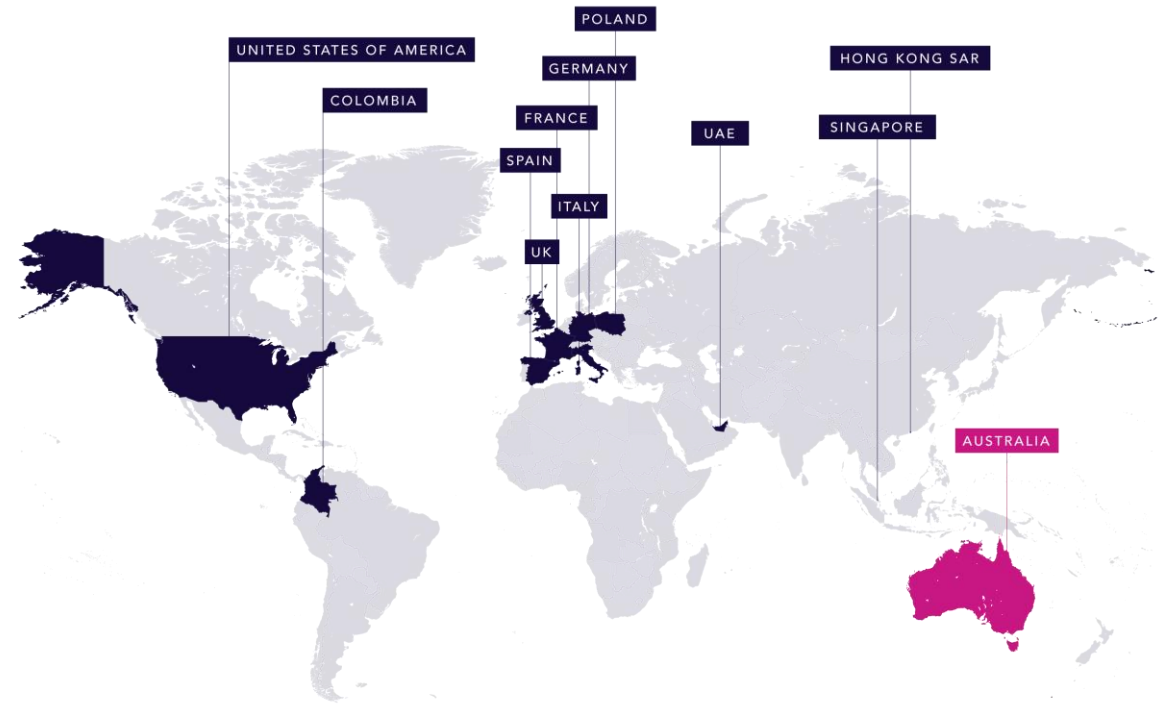 POLAND
UNITED STATES OF AMERICA
HONG KONG SAR
GERMANY
COLOMBIA
FRANCE
SINGAPORE
UAE
SPAIN
ITALY
UK
AUSTRALIA